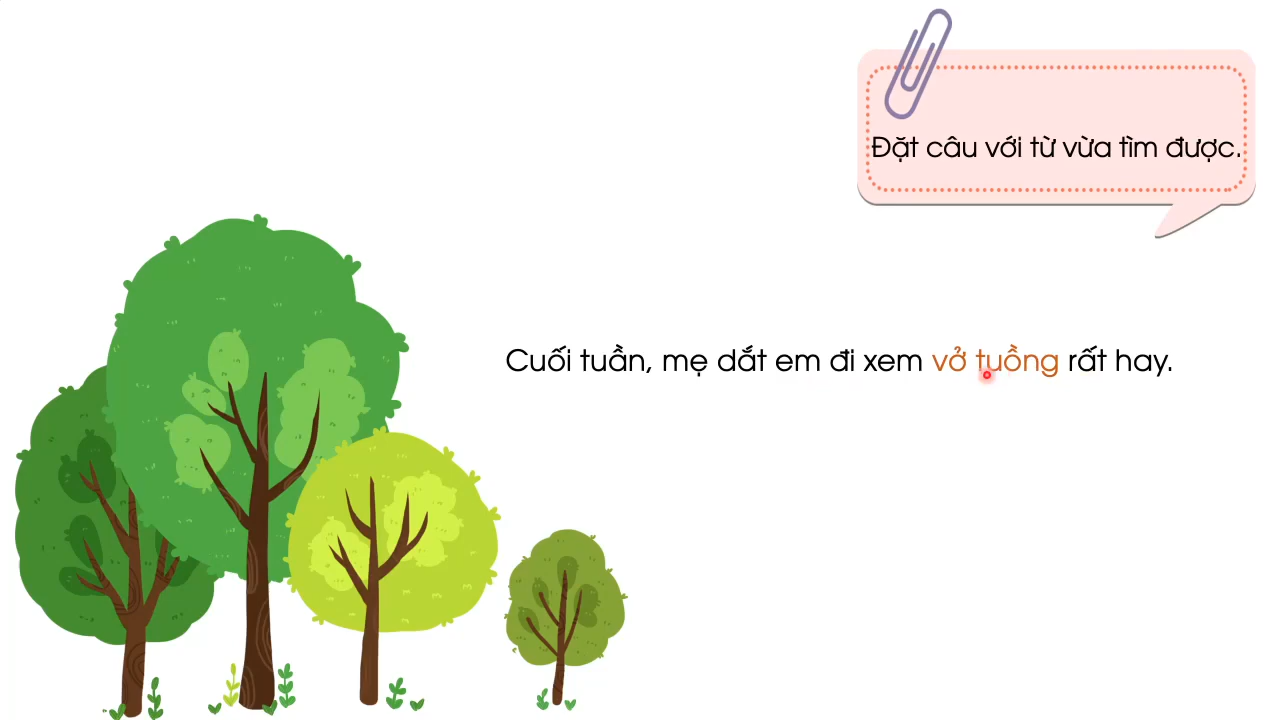 Đặt câu với từ vừa tìm được.
Cuối tuần, mẹ dắt em đi xem vở tuồng rất hay.